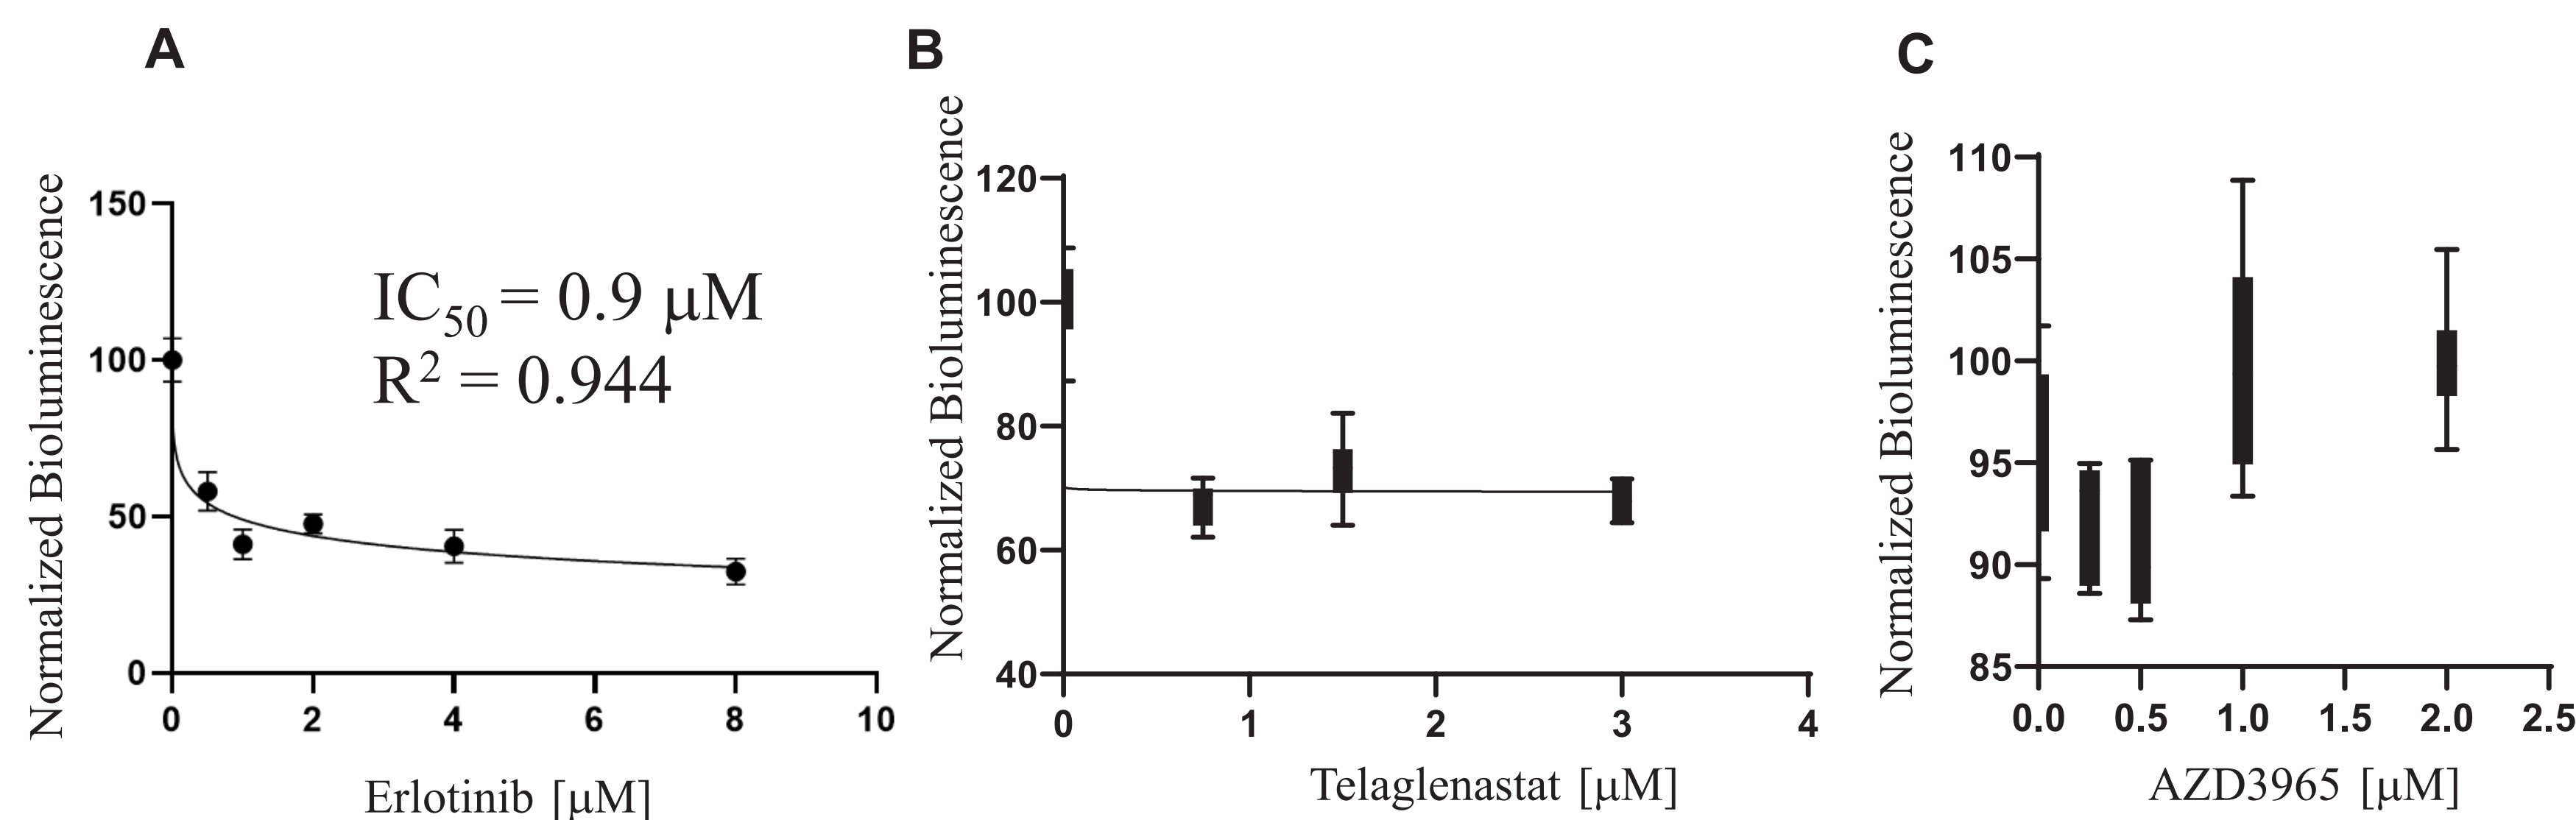 A
Normalized Bioluminescence
150
100
50
0
IC50 = 0.9 μM
R2 = 0.944
0 2 4 6 8 10
Erlotinib [μM]
B
Normalized Bioluminescence
120
100
80
60
40
0 1 2 3 4
Telaglenastat [μM]
C
Normalized Bioluminescence
110
105
100
95
90
85
0.0 0.5 1.0 1.5 2.0 2.5
AZD3965 [μM]